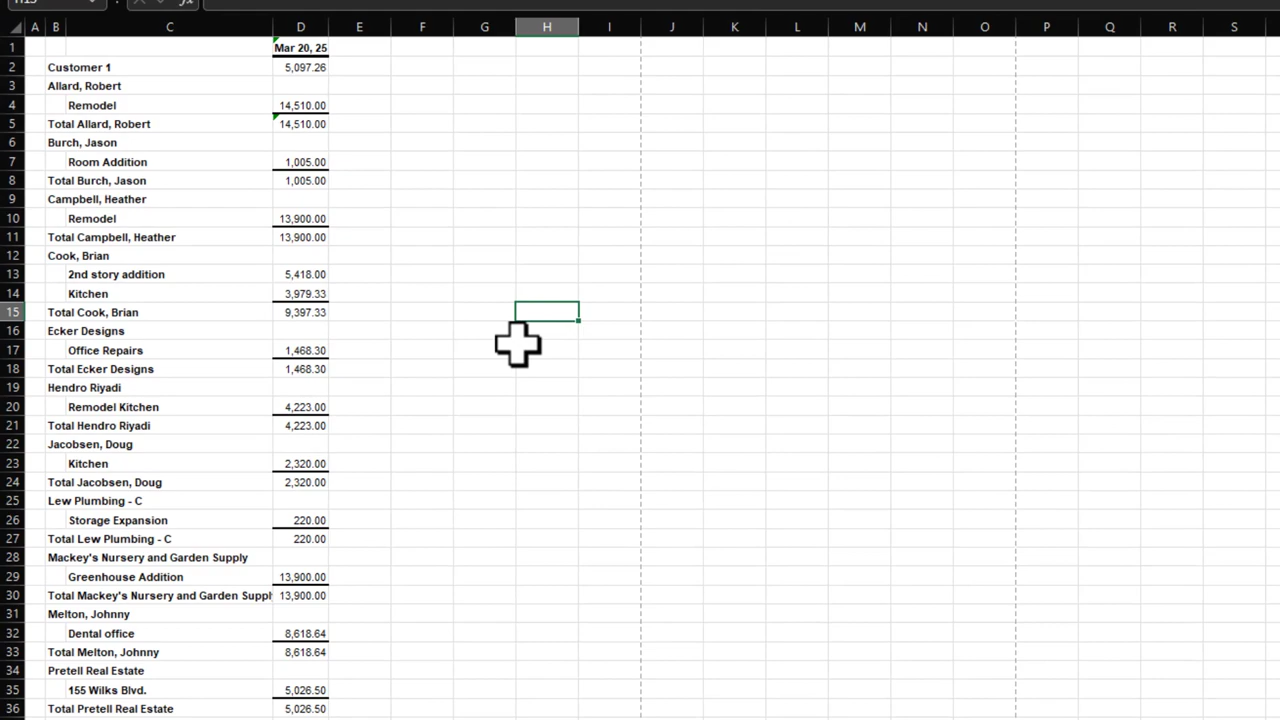 A B C D E F G H I J K L M N O P Q R S
1 Mar 20, 25
2 Customer 1 5,097.26
3 Allard, Robert
4 Remodel 14,510.00
5 Total Allard, Robert 14,510.00
6 Burch, Jason
7 Room Addition 1,005.00
8 Total Burch, Jason 1,005.00
9 Campbell, Heather
10 Remodel 13,900.00
11 Total Campbell, Heather 13,900.00
12 Cook, Brian
13 2nd story addition 5,418.00
14 Kitchen 3,979.33
15 Total Cook, Brian 9,397.33
16 Ecker Designs
17 Office Repairs 1,468.30
18 Total Ecker Designs 1,468.30
19 Hendro Riyadi
20 Remodel Kitchen 4,223.00
21 Total Hendro Riyadi 4,223.00
22 Jacobsen, Doug
23 Kitchen 2,320.00
24 Total Jacobsen, Doug 2,320.00
25 Lew Plumbing - C
26 Storage Expansion 220.00
27 Total Lew Plumbing - C 220.00
28 Mackey's Nursery and Garden Supply
29 Greenhouse Addition 13,900.00
30 Total Mackey's Nursery and Garden Suppl 13,900.00
31 Melton, Johnny
32 Dental office 8,618.64
33 Total Melton, Johnny 8,618.64
34 Pretell Real Estate
35 155 Wilks Blvd. 5,026.50
36 Total Pretell Real Estate 5,026.50